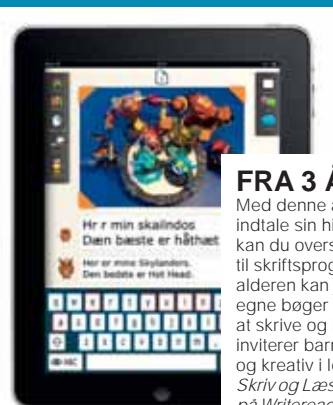 Hr r min skailndos
Dæn bæste er håthæt
Her er mine Skylanders.
Den bedste er Hot Head.
ABC
FRA 3 Å
Med denne a
indtale sin hi
kan du overs
til skriftsprog
alderen kan
egne bøger
at skrive og
inviterer barn
og kreativ i l
Skriv og Læs
på Writeread